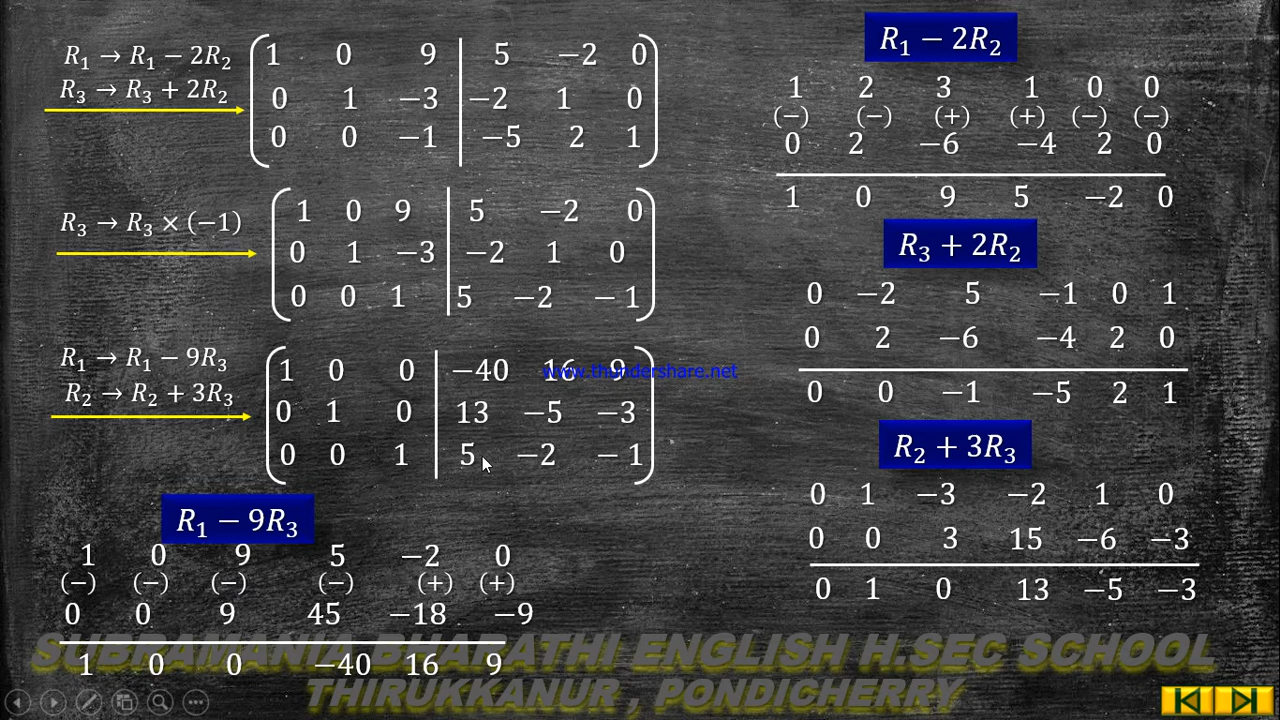 R₁ → R₁ − 2R₂
R₃ → R₃ + 2R₂
1 0 9 | 5 −2 0
0 1 −3 | −2 1 0
0 0 −1 | −5 2 1
R₃ → R₃ × (−1)
1 0 9 | 5 −2 0
0 1 −3 | −2 1 0
0 0 1 | 5 −2 −1
R₁ → R₁ − 9R₃
R₂ → R₂ + 3R₃
1 0 0 | −40 16 9
0 1 0 | 13 −5 −3
0 0 1 | 5 −2 −1
www.thundershare.net
R₁ − 9R₃
1 0 9 5 −2 0
(−) (−) (−) (−) (+) (+)
0 0 9 45 −18 −9
1 0 0 −40 16 9
R₁ − 2R₂
1 2 3 1 0 0
(−) (−) (+) (+) (−) (−)
0 2 −6 −4 2 0
1 0 9 5 −2 0
R₃ + 2R₂
0 −2 5 −1 0 1
0 2 −6 −4 2 0
0 0 −1 −5 2 1
R₂ + 3R₃
0 1 −3 −2 1 0
0 0 3 15 −6 −3
0 1 0 13 −5 −3
SUBRAMANIA BHARATHI ENGLISH H.SEC SCHOOL
THIRUKKANUR , PONDICHERRY